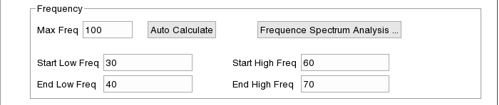 Frequency
Max Freq 100 Auto Calculate Frequence Spectrum Analysis ...
Start Low Freq 30 Start High Freq 60
End Low Freq 40 End High Freq 70